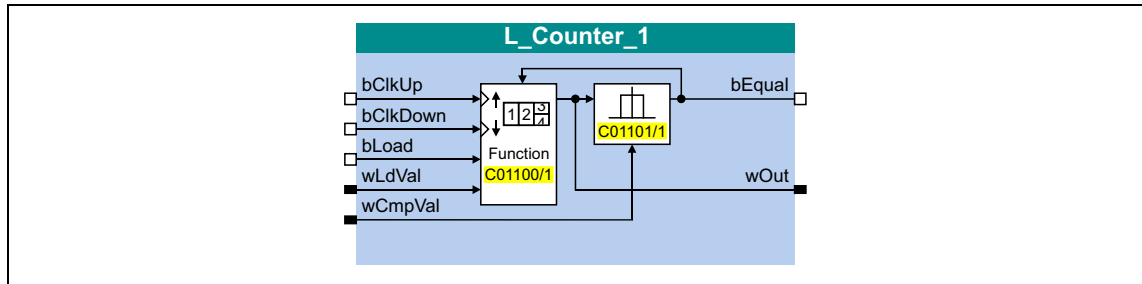 L_Counter_1
bClkUp
bEqual
bClkDown
1 2 3
4
C01101/1
bLoad
Function
wLdVal
C01100/1
wOut
wCmpVal